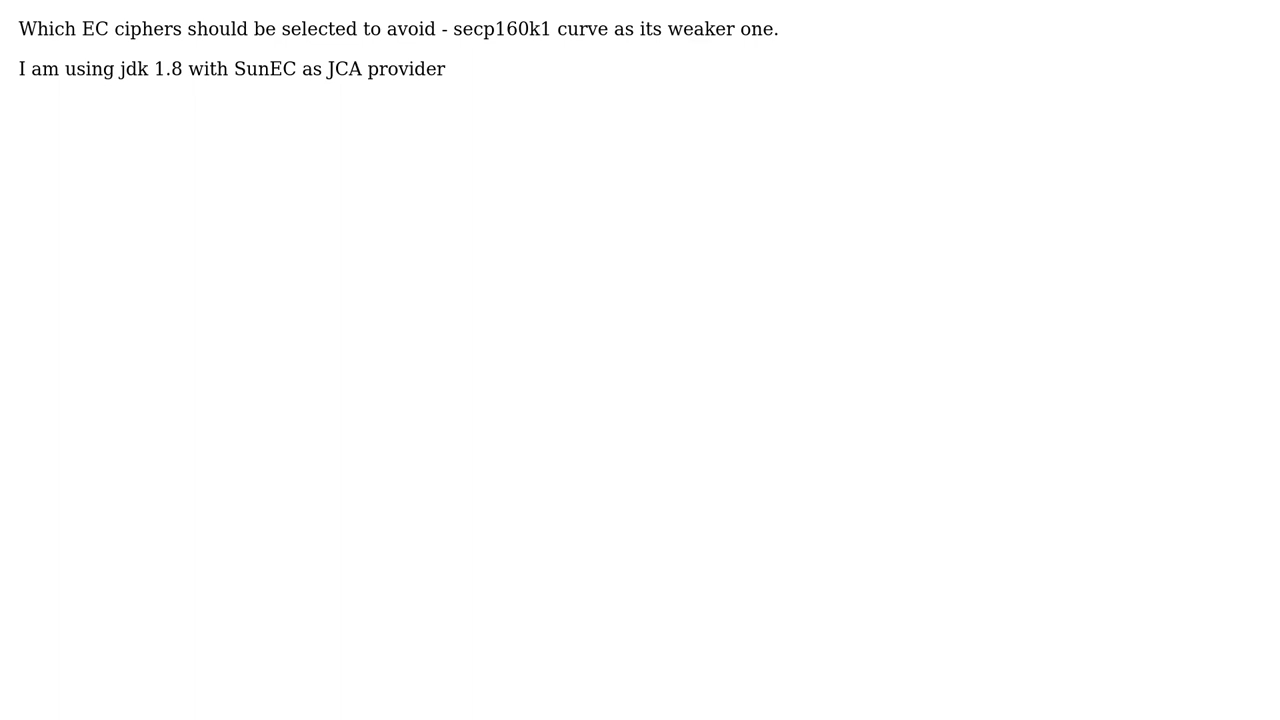 Which EC ciphers should be selected to avoid - secp160k1 curve as its weaker one.
I am using jdk 1.8 with SunEC as JCA provider